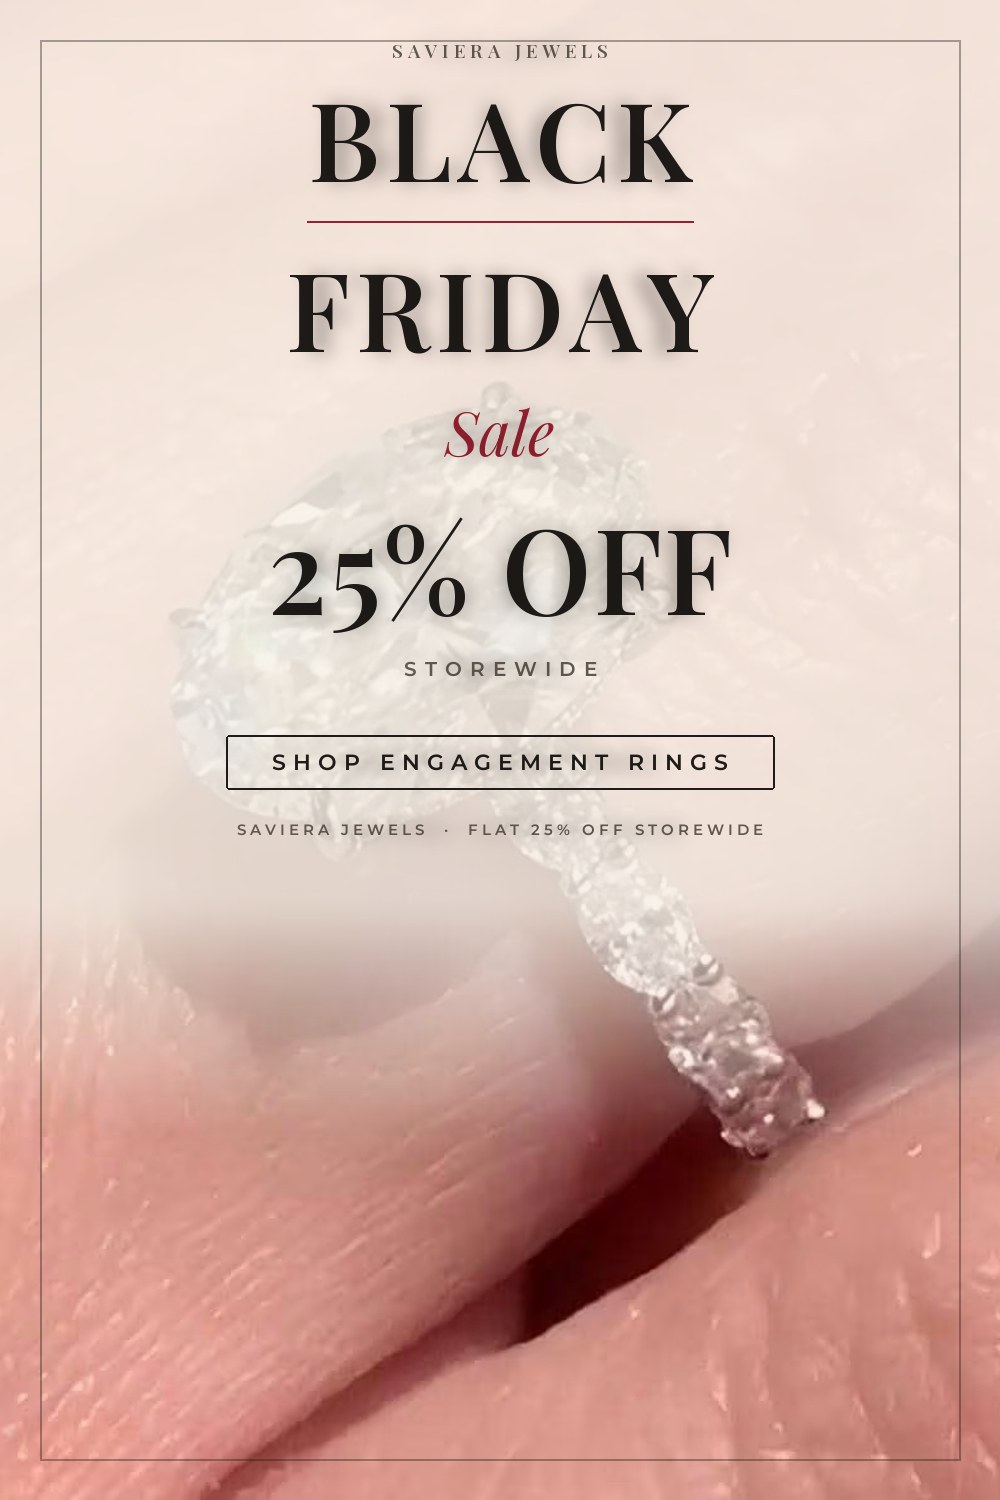 SAVIERA JEWELS
BLACK
FRIDAY
Sale
25% OFF
STOREWIDE
SHOP ENGAGEMENT RINGS
SAVIERA JEWELS · FLAT 25% OFF STOREWIDE